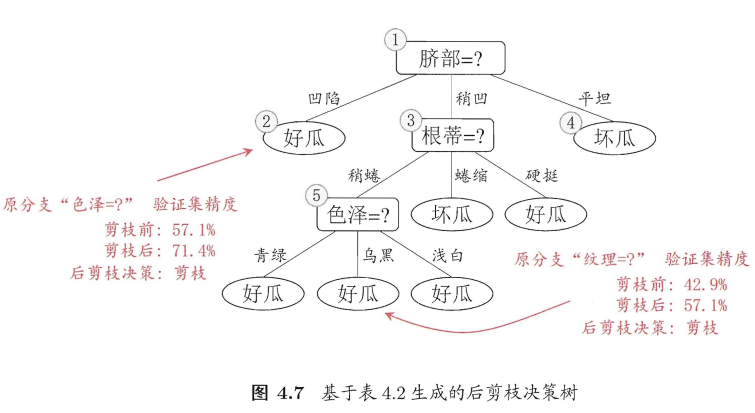 ①
脐部=?
凹陷
稍凹
平坦
②
好瓜
③
根蒂=?
④
坏瓜
稍蜷
蜷缩
硬挺
原分支“色泽=?” 验证集精度
剪枝前: 57.1%
剪枝后: 71.4%
后剪枝决策: 剪枝
⑤
色泽=?
坏瓜
好瓜
青绿
乌黑
浅白
好瓜
好瓜
好瓜
原分支“纹理=?” 验证集精度
剪枝前: 42.9%
剪枝后: 57.1%
后剪枝决策: 剪枝
图 4.7 基于表 4.2 生成的后剪枝决策树